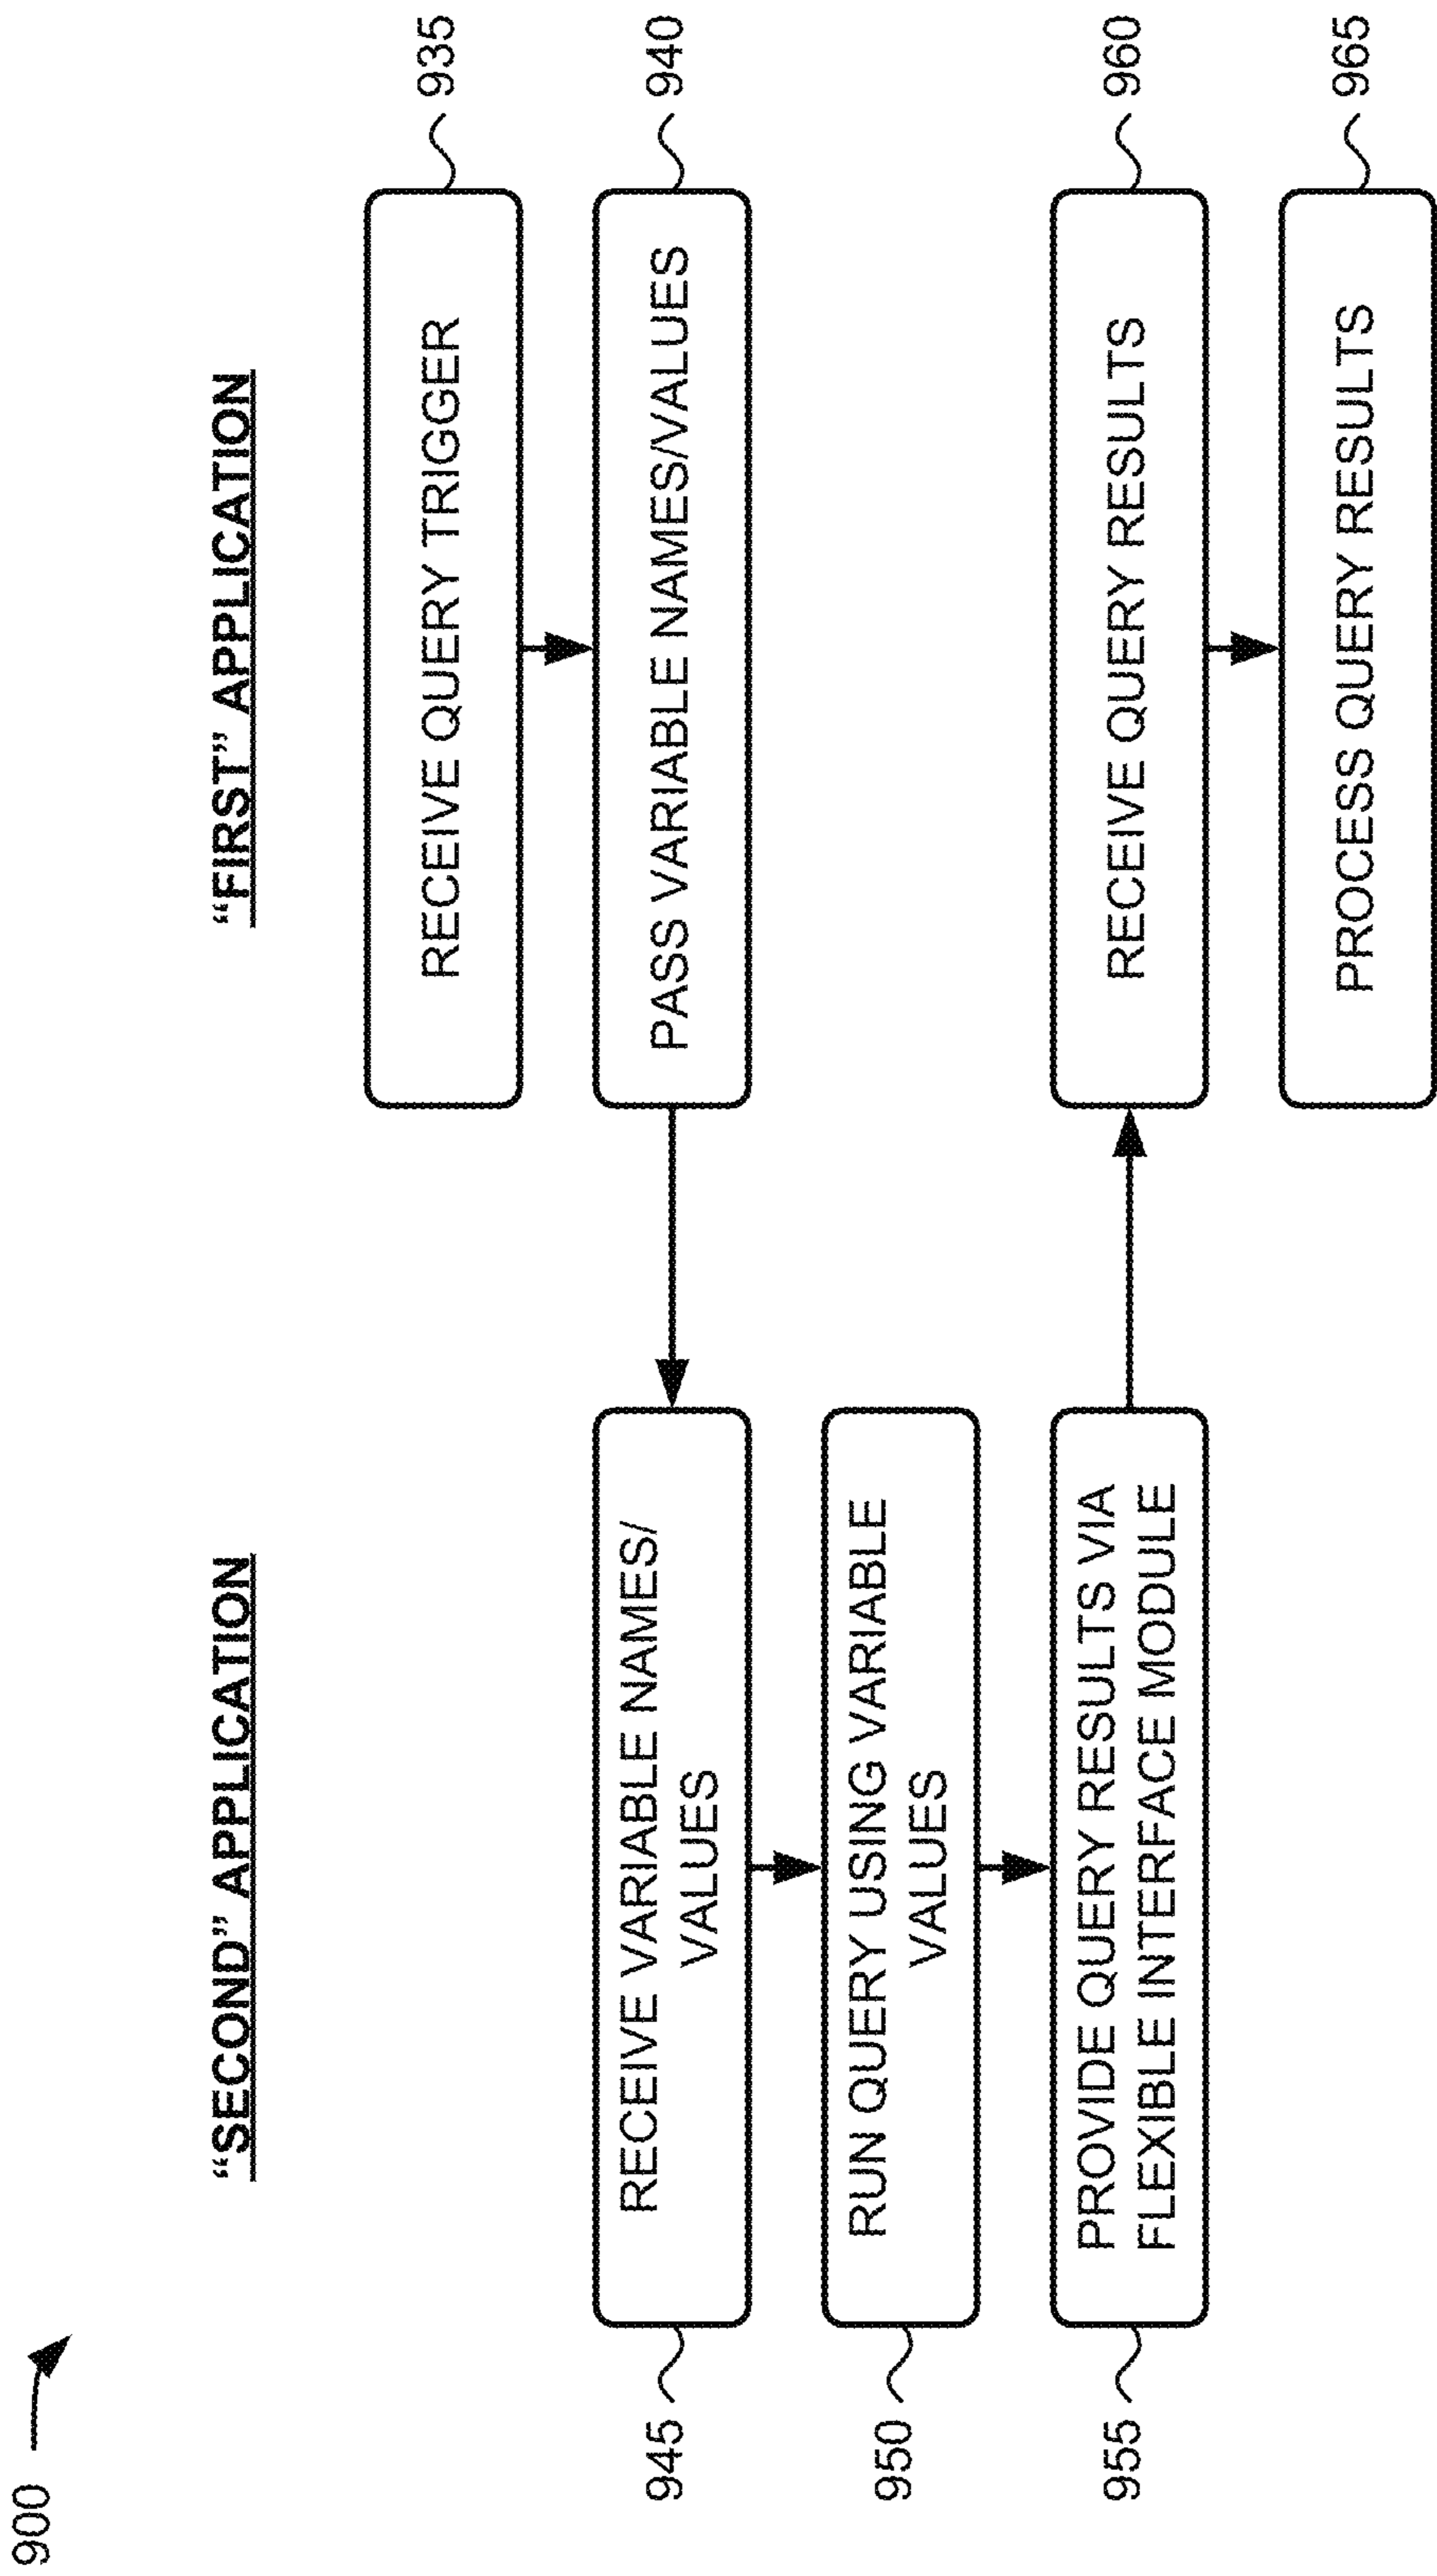 900
“SECOND” APPLICATION
“FIRST” APPLICATION
RECEIVE QUERY TRIGGER
935
PASS VARIABLE NAMES/VALUES
940
945
RECEIVE VARIABLE NAMES/
VALUES
950
RUN QUERY USING VARIABLE
VALUES
955
PROVIDE QUERY RESULTS VIA
FLEXIBLE INTERFACE MODULE
RECEIVE QUERY RESULTS
960
PROCESS QUERY RESULTS
965